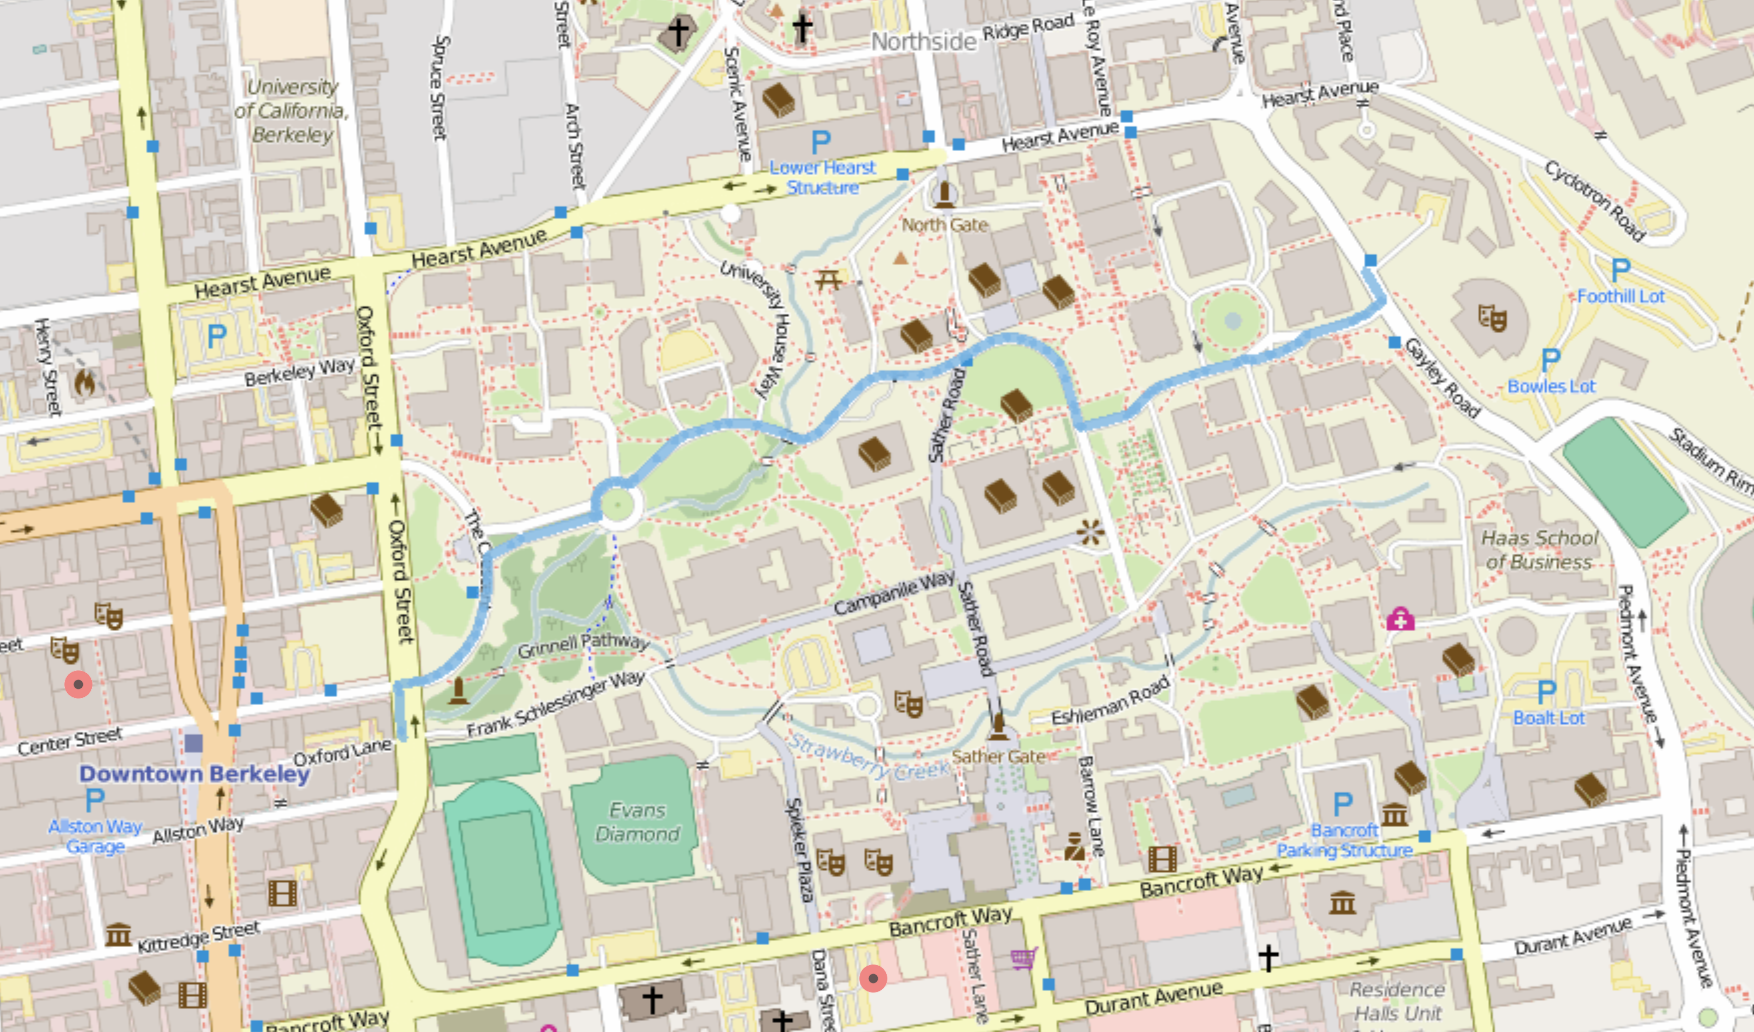 Northside
Ridge Road
Street
Le Roy Avenue
Avenue
nd Place
Spruce Street
Scenic Avenue
Arch Street
University
of California,
Berkeley
Hearst Avenue
Hearst Avenue
P
Lower Hearst
Structure
Cyclotron Road
North Gate
Hearst Avenue
Hearst Avenue
University House Way
P
Foothill Lot
P
Henry Street
Oxford Street
Berkeley Way
P
Bowles Lot
Gayley Road
Sather Road
Stadium Rim
Oxford Street
Haas School
of Business
Campanile Way
Sather Road
Grinnell Pathway
Piedmont Avenue
eet
Frank Schlessinger Way
Eshleman Road
P
Boalt Lot
Center Street
Oxford Lane
Strawberry Creek
Sather Gate
Downtown Berkeley
P
Allston Way
Garage
Allston Way
Evans
Diamond
Spieker Plaza
Barrow Lane
P
Bancroft
Parking Structure
Piedmont Avenue
Bancroft Way
Bancroft Way
Kittredge Street
Durant Avenue
Sather Lane
Dana Stree
Durant Avenue
Residence
Halls Unit
Bancroft Way